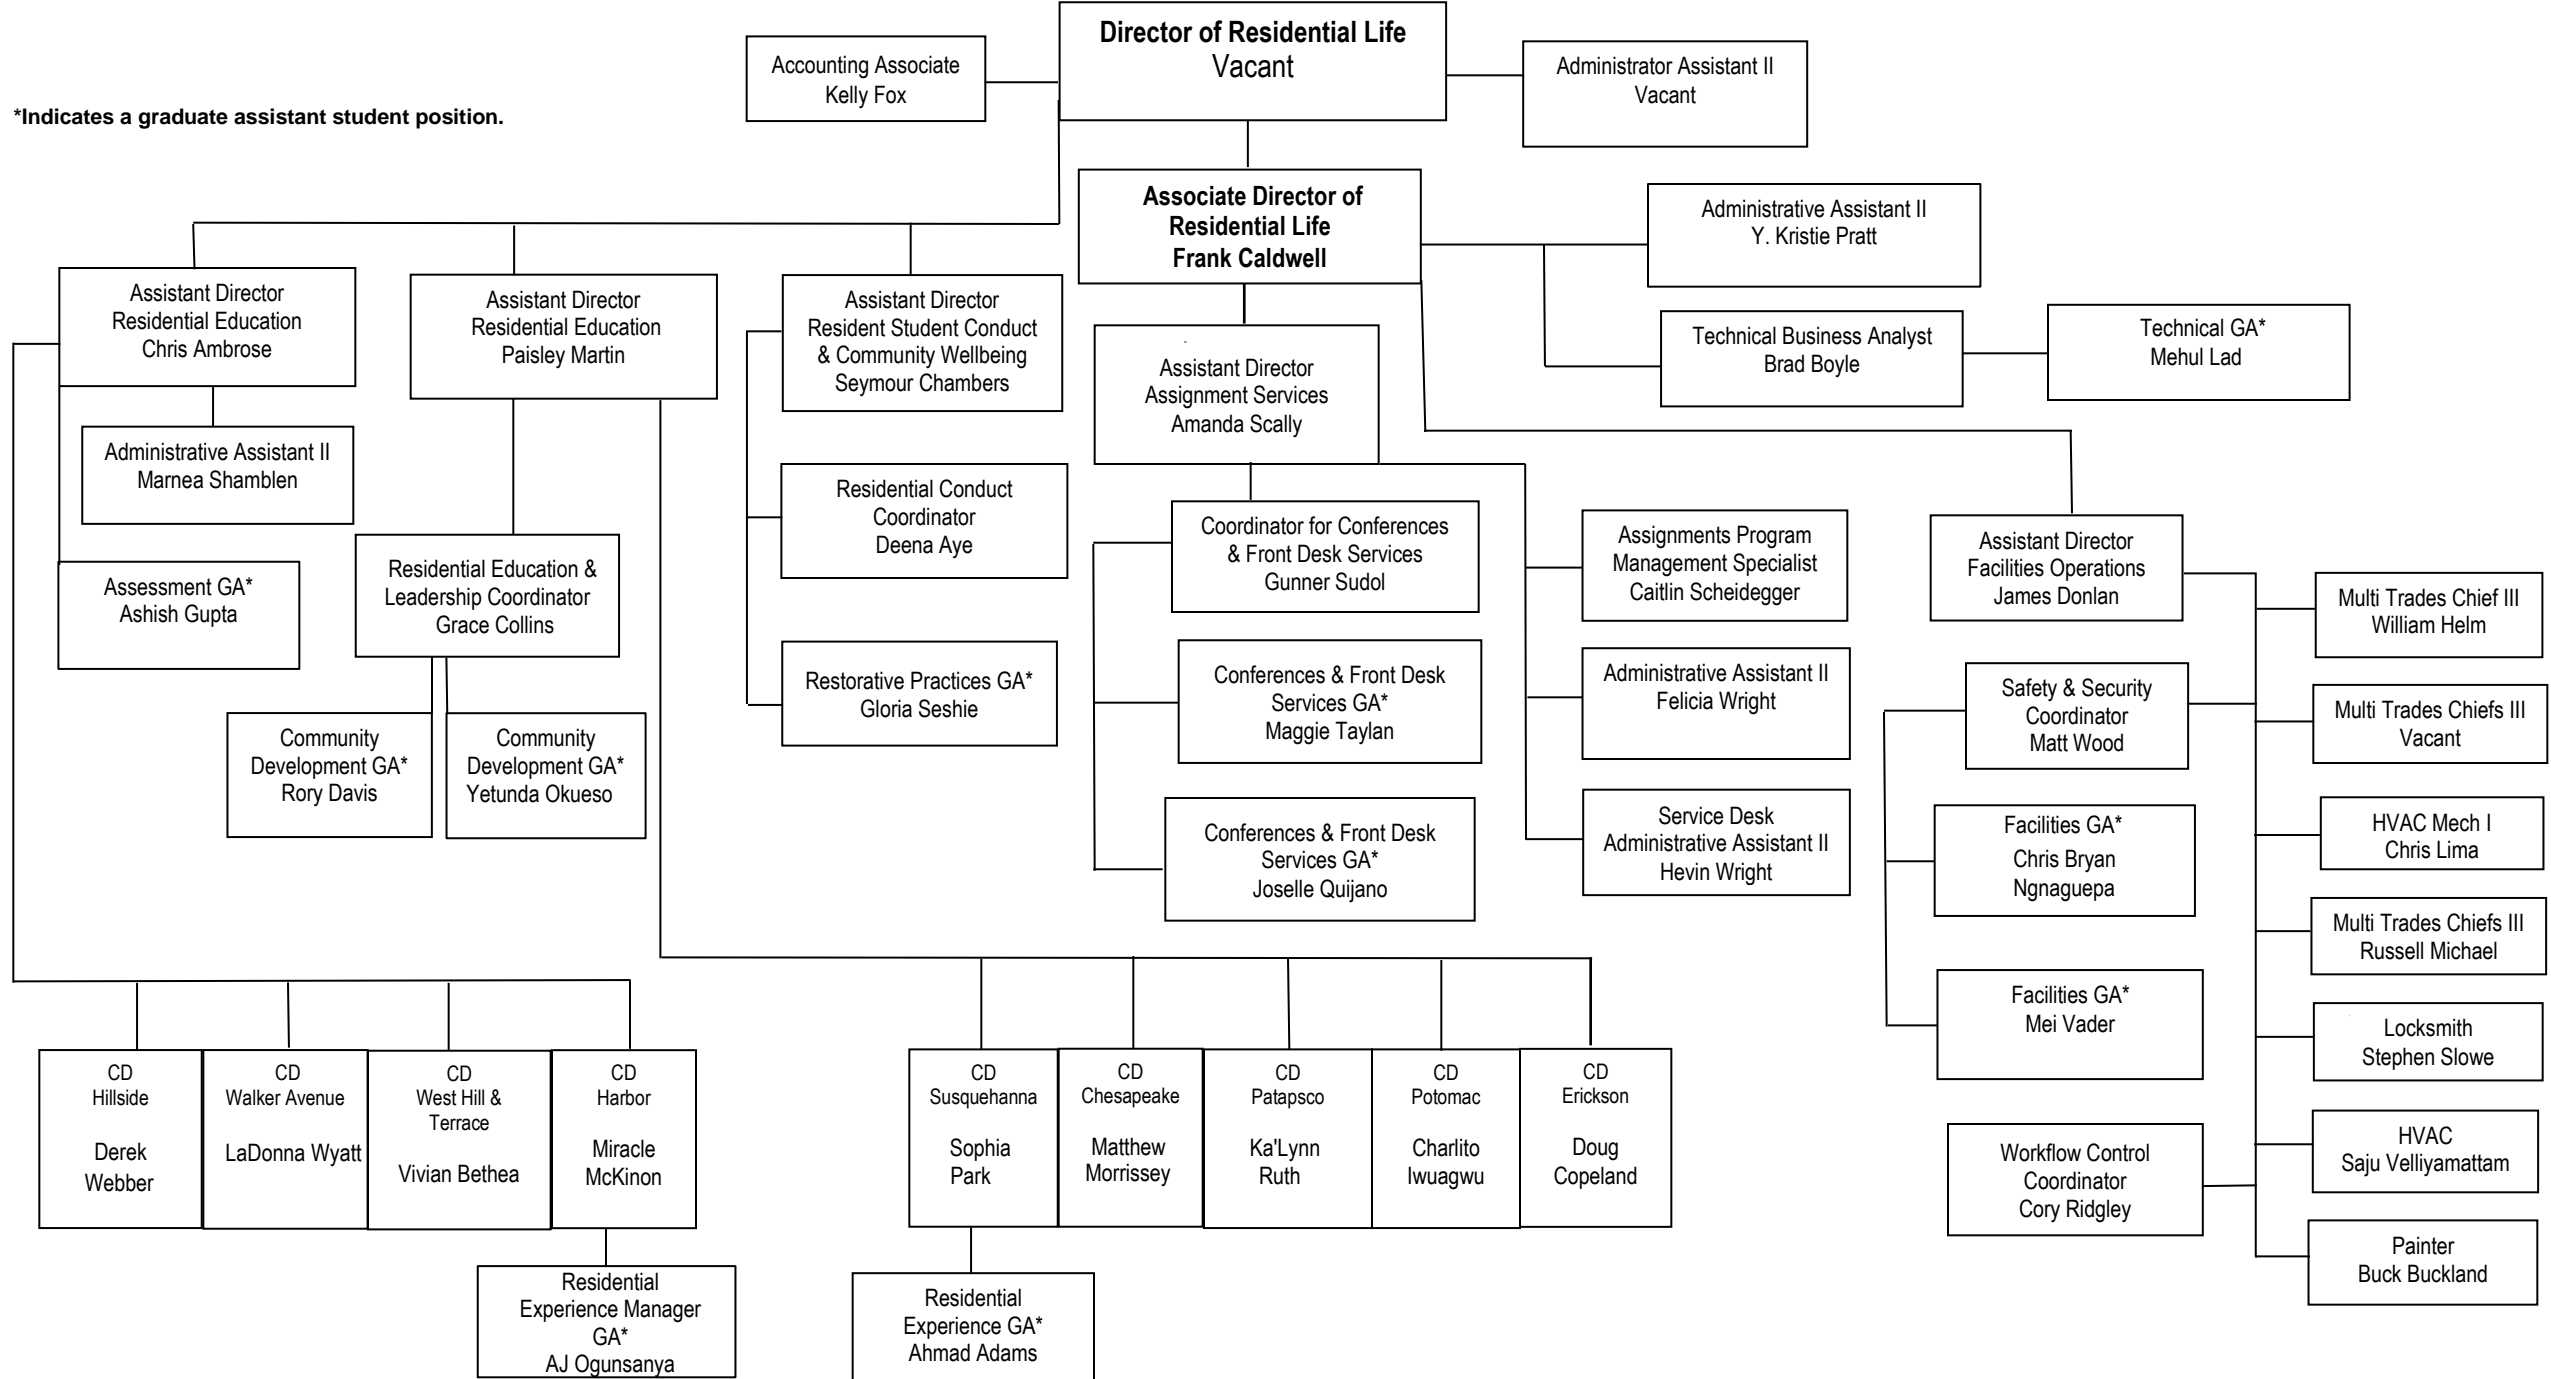 Director of Residential Life
Vacant
Accounting Associate
Kelly Fox
Administrator Assistant II
Vacant
*Indicates a graduate assistant student position.
Associate Director of
Residential Life
Frank Caldwell
Administrative Assistant II
Y. Kristie Pratt
Technical Business Analyst
Brad Boyle
Technical GA*
Mehul Lad
Assistant Director
Residential Education
Chris Ambrose
Assistant Director
Residential Education
Paisley Martin
Assistant Director
Resident Student Conduct
& Community Wellbeing
Seymour Chambers
Assistant Director
Assignment Services
Amanda Scally
Administrative Assistant II
Marnea Shamblen
Assessment GA*
Ashish Gupta
Residential Education &
Leadership Coordinator
Grace Collins
Community
Development GA*
Rory Davis
Community
Development GA*
Yetunda Okueso
Residential Conduct
Coordinator
Deena Aye
Restorative Practices GA*
Gloria Seshie
Coordinator for Conferences
& Front Desk Services
Gunner Sudol
Conferences & Front Desk
Services GA*
Maggie Taylan
Conferences & Front Desk
Services GA*
Joselle Quijano
Assignments Program
Management Specialist
Caitlin Scheidegger
Administrative Assistant II
Felicia Wright
Service Desk
Administrative Assistant II
Hevin Wright
Assistant Director
Facilities Operations
James Donlan
Safety & Security
Coordinator
Matt Wood
Facilities GA*
Chris Bryan
Ngnaguepa
Facilities GA*
Mei Vader
Workflow Control
Coordinator
Cory Ridgley
Multi Trades Chief III
William Helm
Multi Trades Chiefs III
Vacant
HVAC Mech I
Chris Lima
Multi Trades Chiefs III
Russell Michael
Locksmith
Stephen Slowe
HVAC
Saju Velliyamattam
Painter
Buck Buckland
CD
Hillside
Derek
Webber
CD
Walker Avenue
LaDonna Wyatt
CD
West Hill &
Terrace
Vivian Bethea
CD
Harbor
Miracle
McKinon
Residential
Experience Manager
GA*
AJ Ogunsanya
CD
Susquehanna
Sophia
Park
CD
Chesapeake
Matthew
Morrissey
CD
Patapsco
Ka'Lynn
Ruth
CD
Potomac
Charlito
Iwuagwu
CD
Erickson
Doug
Copeland
Residential
Experience GA*
Ahmad Adams